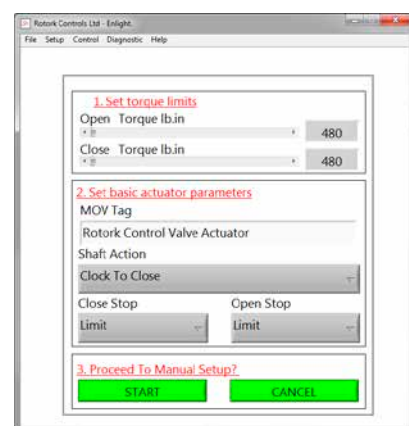 Rotork Controls Ltd - Enlight.
File Setup Control Diagnostic Help
1. Set torque limits
Open Torque lb.in
480
Close Torque lb.in
480
2. Set basic actuator parameters
MOV Tag
Rotork Control Valve Actuator
Shaft Action
Clock To Close
Close Stop Open Stop
Limit Limit
3. Proceed To Manual Setup?
START CANCEL